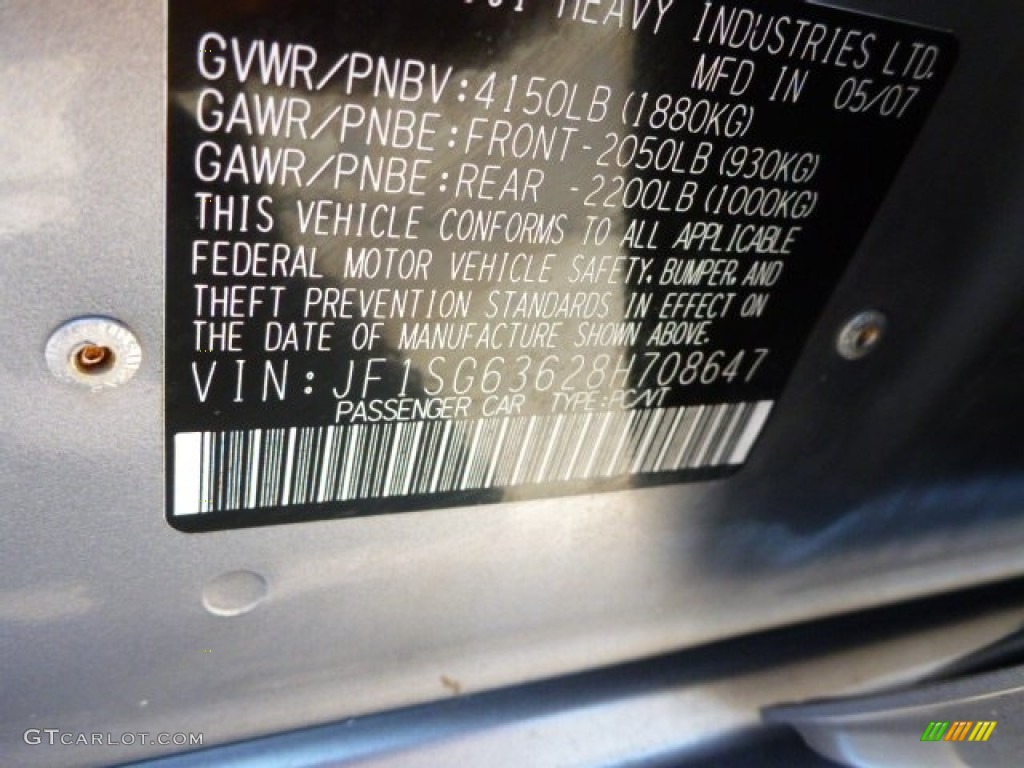 HEAVY INDUSTRIES LTD.
MFD IN 05/07
GVWR/PNBV:4150LB (1880KG)
GAWR/PNBE:FRONT-2050LB (930KG)
GAWR/PNBE:REAR -2200LB (1000KG)
THIS VEHICLE CONFORMS TO ALL APPLICABLE
FEDERAL MOTOR VEHICLE SAFETY, BUMPER, AND
THEFT PREVENTION STANDARDS IN EFFECT ON
THE DATE OF MANUFACTURE SHOWN ABOVE.
VIN: JF1SG63628H708647
PASSENGER CAR TYPE:PC/VT
GTCARLOT.COM